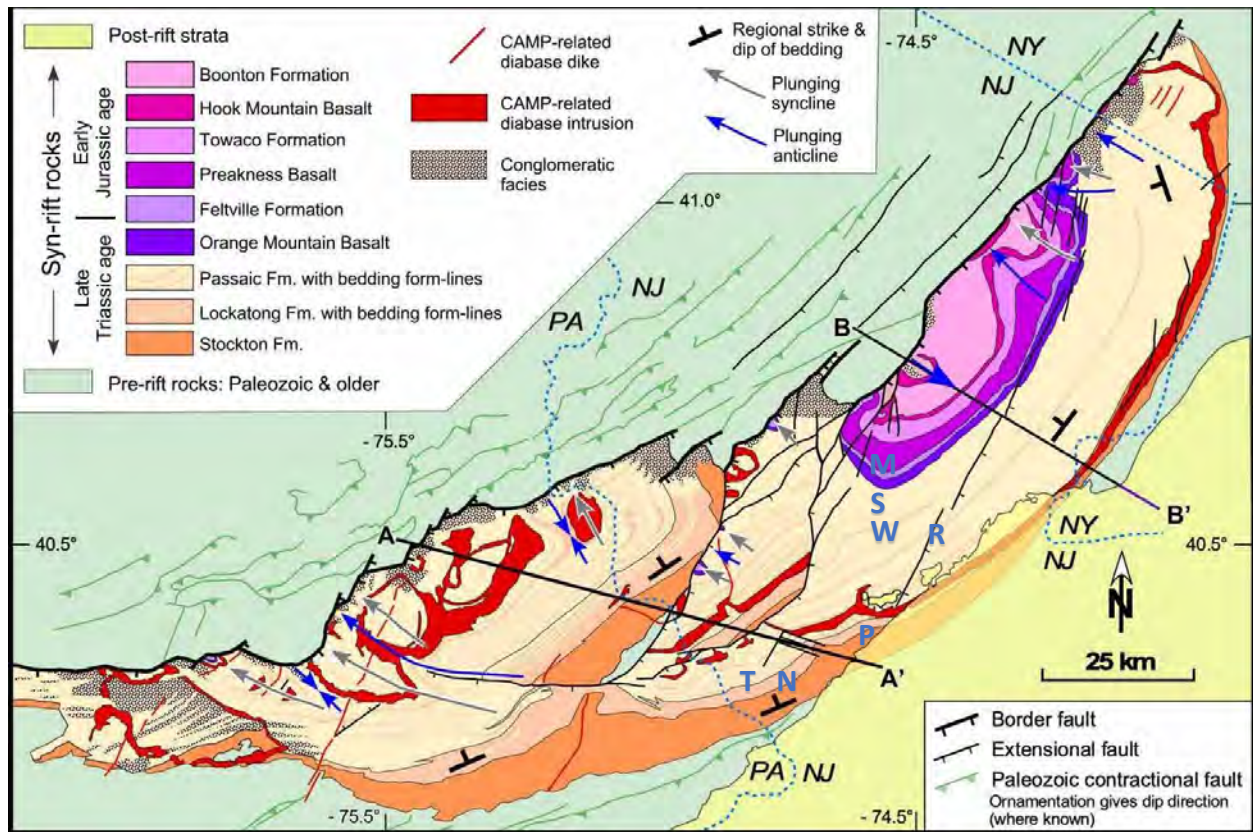 Post-rift strata
Syn-rift rocks
Early
Jurassic age
Late
Triassic age
Boonton Formation
Hook Mountain Basalt
Towaco Formation
Preakness Basalt
Feltville Formation
Orange Mountain Basalt
Passaic Fm. with bedding form-lines
Lockatong Fm. with bedding form-lines
Stockton Fm.
Pre-rift rocks: Paleozoic & older
CAMP-related
diabase dike
CAMP-related
diabase intrusion
Conglomeratic
facies
Regional strike &
dip of bedding
Plunging
syncline
Plunging
anticline
- 74.5°
NY
NJ
41.0°
NJ
PA
B
- 75.5°
M
S
W
R
A
40.5°
B'
NY
NJ
40.5°
N
P
T
N
A'
25 km
PA
NJ
- 75.5°
- 74.5°
Border fault
Extensional fault
Paleozoic contractional fault
Ornamentation gives dip direction
(where known)